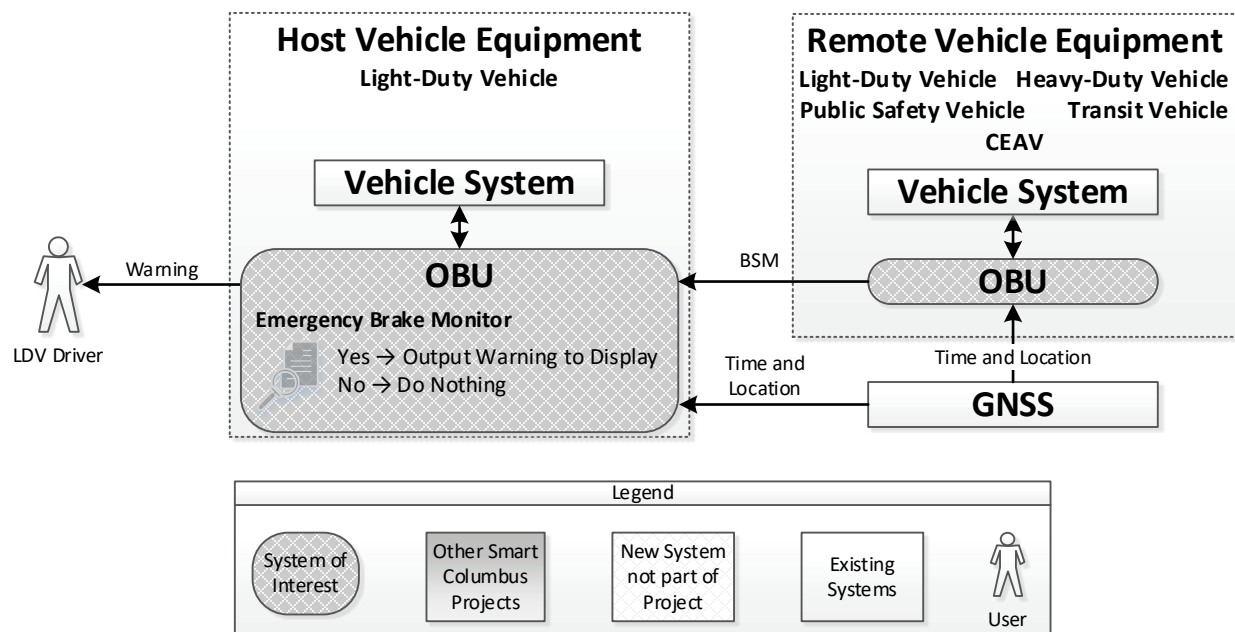 Host Vehicle Equipment
Light-Duty Vehicle
Vehicle System
OBU
Emergency Brake Monitor
Yes → Output Warning to Display
No → Do Nothing
Warning
LDV Driver
Remote Vehicle Equipment
Light-Duty Vehicle Heavy-Duty Vehicle
Public Safety Vehicle Transit Vehicle
CEAV
Vehicle System
OBU
BSM
Time and
Location
Time and Location
GNSS
Legend
System of
Interest
Other Smart
Columbus
Projects
New System
not part of
Project
Existing
Systems
User